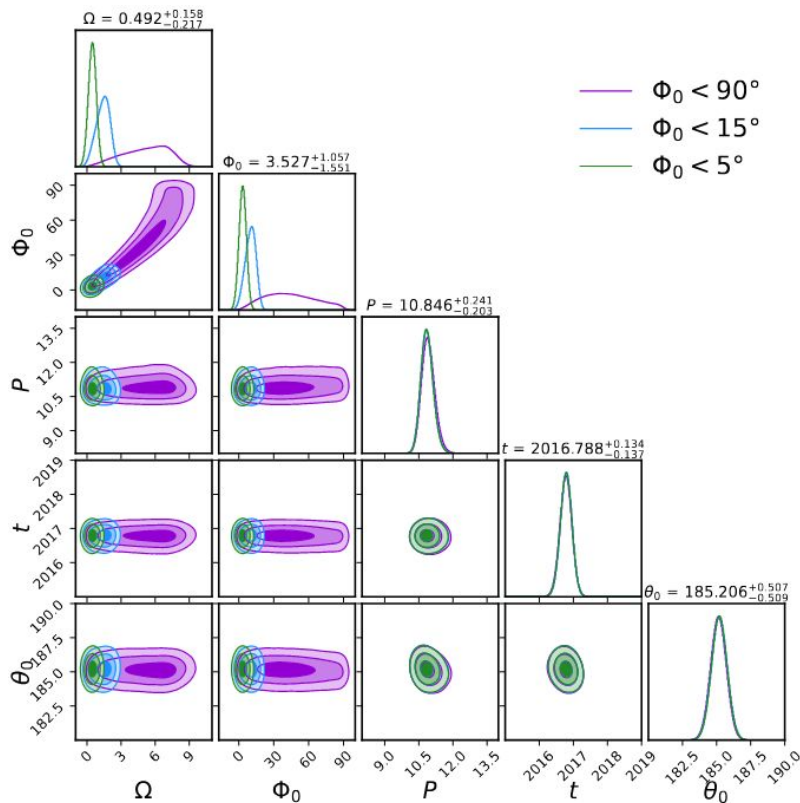 Ω = 0.492 +0.158 −0.217
Φ₀ < 90°
Φ₀ < 15°
Φ₀ < 5°
Φ₀ = 3.527 +1.057 −1.551
Φ₀
90
60
30
0
P = 10.846 +0.241 −0.203
P
13.5
12.0
10.5
9.0
t = 2016.788 +0.134 −0.137
t
2019
2018
2017
2016
θ₀ = 185.206 +0.507 −0.509
θ₀
190.0
187.5
185.0
182.5
0 3 6 9
0 30 60 90
9.0 10.5 12.0 13.5
2016 2017 2018 2019
182.5 185.0 187.5 190.0
Ω Φ₀ P t θ₀